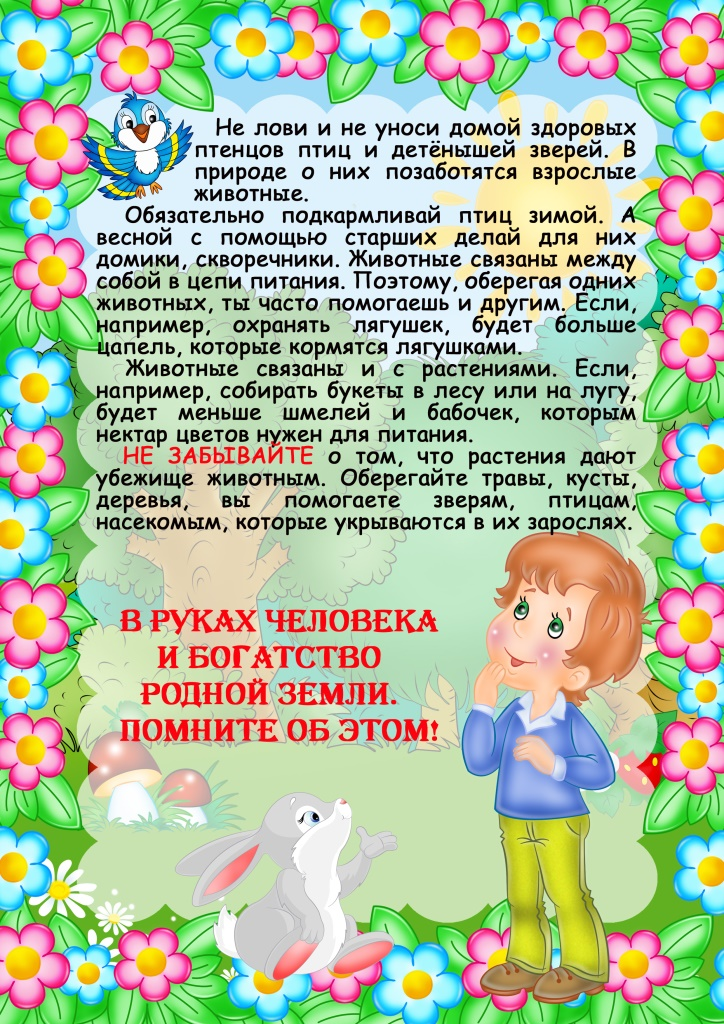 Не лови и не уноси домой здоровых
птенцов птиц и детёнышей зверей. В
природе о них позаботятся взрослые
животные.
Обязательно подкармливай птиц зимой. А
весной с помощью старших делай для них
домики, скворечники. Животные связаны между
собой в цепи питания. Поэтому, оберегая одних
животных, ты часто помогаешь и другим. Если,
например, охранять лягушек, будет больше
цапель, которые кормятся лягушками.
Животные связаны и с растениями. Если,
например, собирать букеты в лесу или на лугу,
будет меньше шмелей и бабочек, которым
нектар цветов нужен для питания.
НЕ ЗАБЫВАЙТЕ о том, что растения дают
убежище животным. Оберегайте травы, кусты,
деревья, вы помогаете зверям, птицам,
насекомым, которые укрываются в их зарослях.
В РУКАХ ЧЕЛОВЕКА
И БОГАТСТВО
РОДНОЙ ЗЕМЛИ.
ПОМНИТЕ ОБ ЭТОМ!